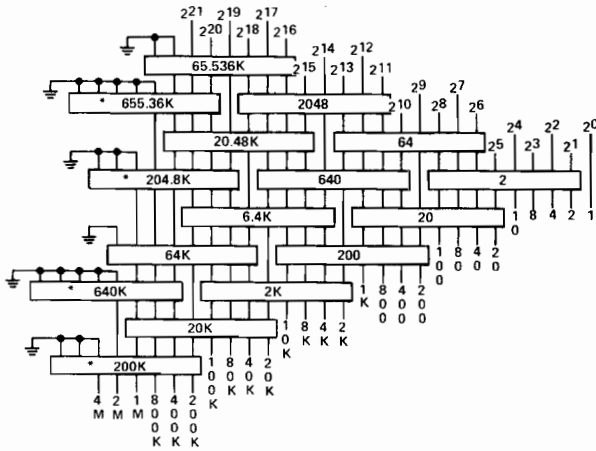 2²¹ 2²⁰ 2¹⁹ 2¹⁸ 2¹⁷ 2¹⁶
65.536K
2¹⁵ 2¹⁴ 2¹³ 2¹² 2¹¹
* 655.36K
2048
2¹⁰ 2⁹ 2⁸ 2⁷ 2⁶
20.48K
64
2⁵ 2⁴ 2³ 2² 2¹ 2⁰
* 204.8K
640
2
6.4K
20
10 8 4 2 1
64K
200
100 80 40 20
* 640K
2K
1K 800 400 200
20K
10K 8K 4K 2K
* 200K
100K 80K 40K 20K
4M 2M 1M 800K 400K 200K